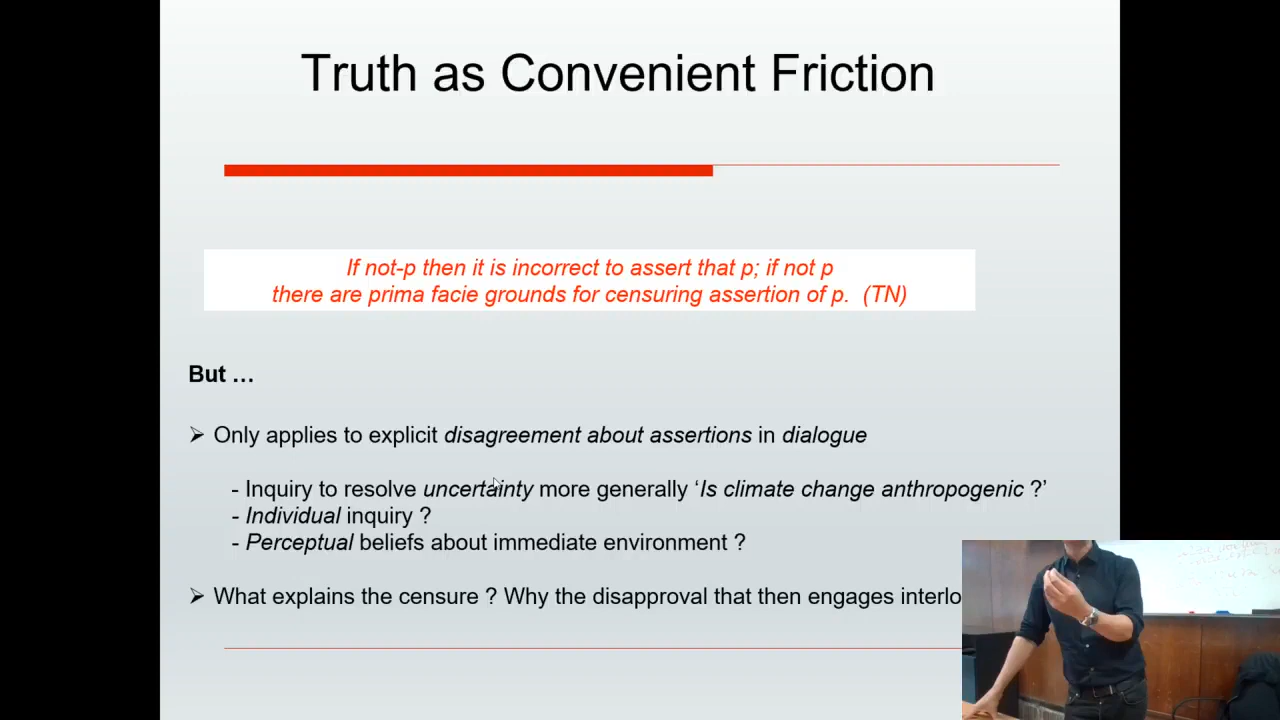 Truth as Convenient Friction
If not-p then it is incorrect to assert that p; if not p
there are prima facie grounds for censuring assertion of p. (TN)
But …
➢ Only applies to explicit disagreement about assertions in dialogue
- Inquiry to resolve uncertainty more generally ‘Is climate change anthropogenic ?’
- Individual inquiry ?
- Perceptual beliefs about immediate environment ?
➢ What explains the censure ? Why the disapproval that then engages